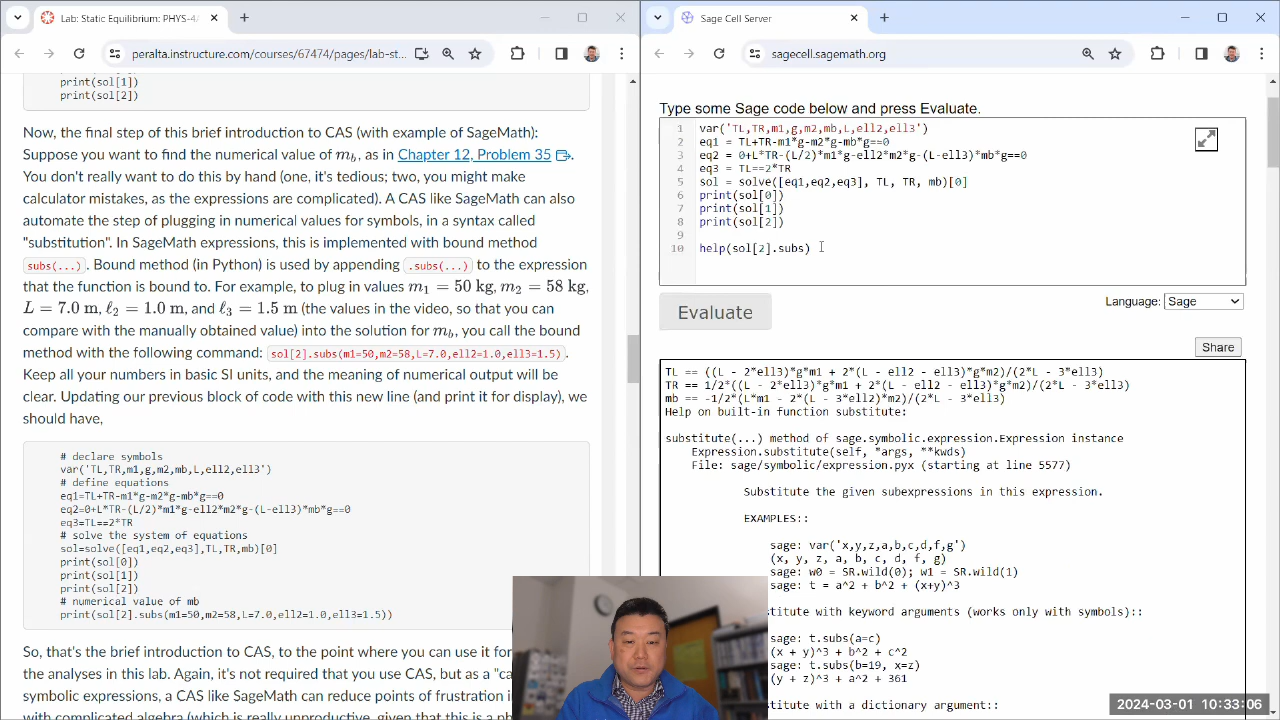 Lab: Static Equilibrium: PHYS-4
peralta.instructure.com/courses/67474/pages/lab-st...
print(sol[1])
print(sol[2])
Now, the final step of this brief introduction to CAS (with example of SageMath):
Suppose you want to find the numerical value of m_b, as in Chapter 12, Problem 35.
You don't really want to do this by hand (one, it's tedious; two, you might make
calculator mistakes, as the expressions are complicated). A CAS like SageMath can also
automate the step of plugging in numerical values for symbols, in a syntax called
"substitution". In SageMath expressions, this is implemented with bound method
subs(...). Bound method (in Python) is used by appending .subs(...) to the expression
that the function is bound to. For example, to plug in values m₁ = 50 kg, m₂ = 58 kg,
L = 7.0 m, ℓ₂ = 1.0 m, and ℓ₃ = 1.5 m (the values in the video, so that you can
compare with the manually obtained value) into the solution for m_b, you call the bound
method with the following command: sol[2].subs(m1=50,m2=58,L=7.0,ell2=1.0,ell3=1.5).
Keep all your numbers in basic SI units, and the meaning of numerical output will be
clear. Updating our previous block of code with this new line (and print it for display), we
should have,
# declare symbols
var('TL,TR,m1,g,m2,mb,L,ell2,ell3')
# define equations
eq1=TL+TR-m1*g-m2*g-mb*g==0
eq2=0+L*TR-(L/2)*m1*g-ell2*m2*g-(L-ell3)*mb*g==0
eq3=TL==2*TR
# solve the system of equations
sol=solve([eq1,eq2,eq3],TL,TR,mb)[0]
print(sol[0])
print(sol[1])
print(sol[2])
# numerical value of mb
print(sol[2].subs(m1=50,m2=58,L=7.0,ell2=1.0,ell3=1.5))
So, that's the brief introduction to CAS, to the point where you can use it for
the analyses in this lab. Again, it's not required that you use CAS, but as a "ca
symbolic expressions, a CAS like SageMath can reduce points of frustration i
with complicated algebra (which is really unproductive, given that this is a ph
Sage Cell Server
sagecell.sagemath.org
Type some Sage code below and press Evaluate.
1 var('TL,TR,m1,g,m2,mb,L,ell2,ell3')
2 eq1 = TL+TR-m1*g-m2*g-mb*g==0
3 eq2 = 0+L*TR-(L/2)*m1*g-ell2*m2*g-(L-ell3)*mb*g==0
4 eq3 = TL==2*TR
5 sol = solve([eq1,eq2,eq3], TL, TR, mb)[0]
6 print(sol[0])
7 print(sol[1])
8 print(sol[2])
9
10 help(sol[2].subs)
Evaluate
Language: Sage
Share
TL == ((L - 2*ell3)*g*m1 + 2*(L - ell2 - ell3)*g*m2)/(2*L - 3*ell3)
TR == 1/2*((L - 2*ell3)*g*m1 + 2*(L - ell2 - ell3)*g*m2)/(2*L - 3*ell3)
mb == -1/2*(L*m1 - 2*(L - 3*ell2)*m2)/(2*L - 3*ell3)
Help on built-in function substitute:
substitute(...) method of sage.symbolic.expression.Expression instance
Expression.substitute(self, *args, **kwds)
File: sage/symbolic/expression.pyx (starting at line 5577)
Substitute the given subexpressions in this expression.
EXAMPLES::
sage: var('x,y,z,a,b,c,d,f,g')
(x, y, z, a, b, c, d, f, g)
sage: w0 = SR.wild(0); w1 = SR.wild(1)
sage: t = a^2 + b^2 + (x+y)^3
stitute with keyword arguments (works only with symbols)::
sage: t.subs(a=c)
(x + y)^3 + b^2 + c^2
sage: t.subs(b=19, x=z)
(y + z)^3 + a^2 + 361
stitute with a dictionary argument::
2024-03-01 10:33:06